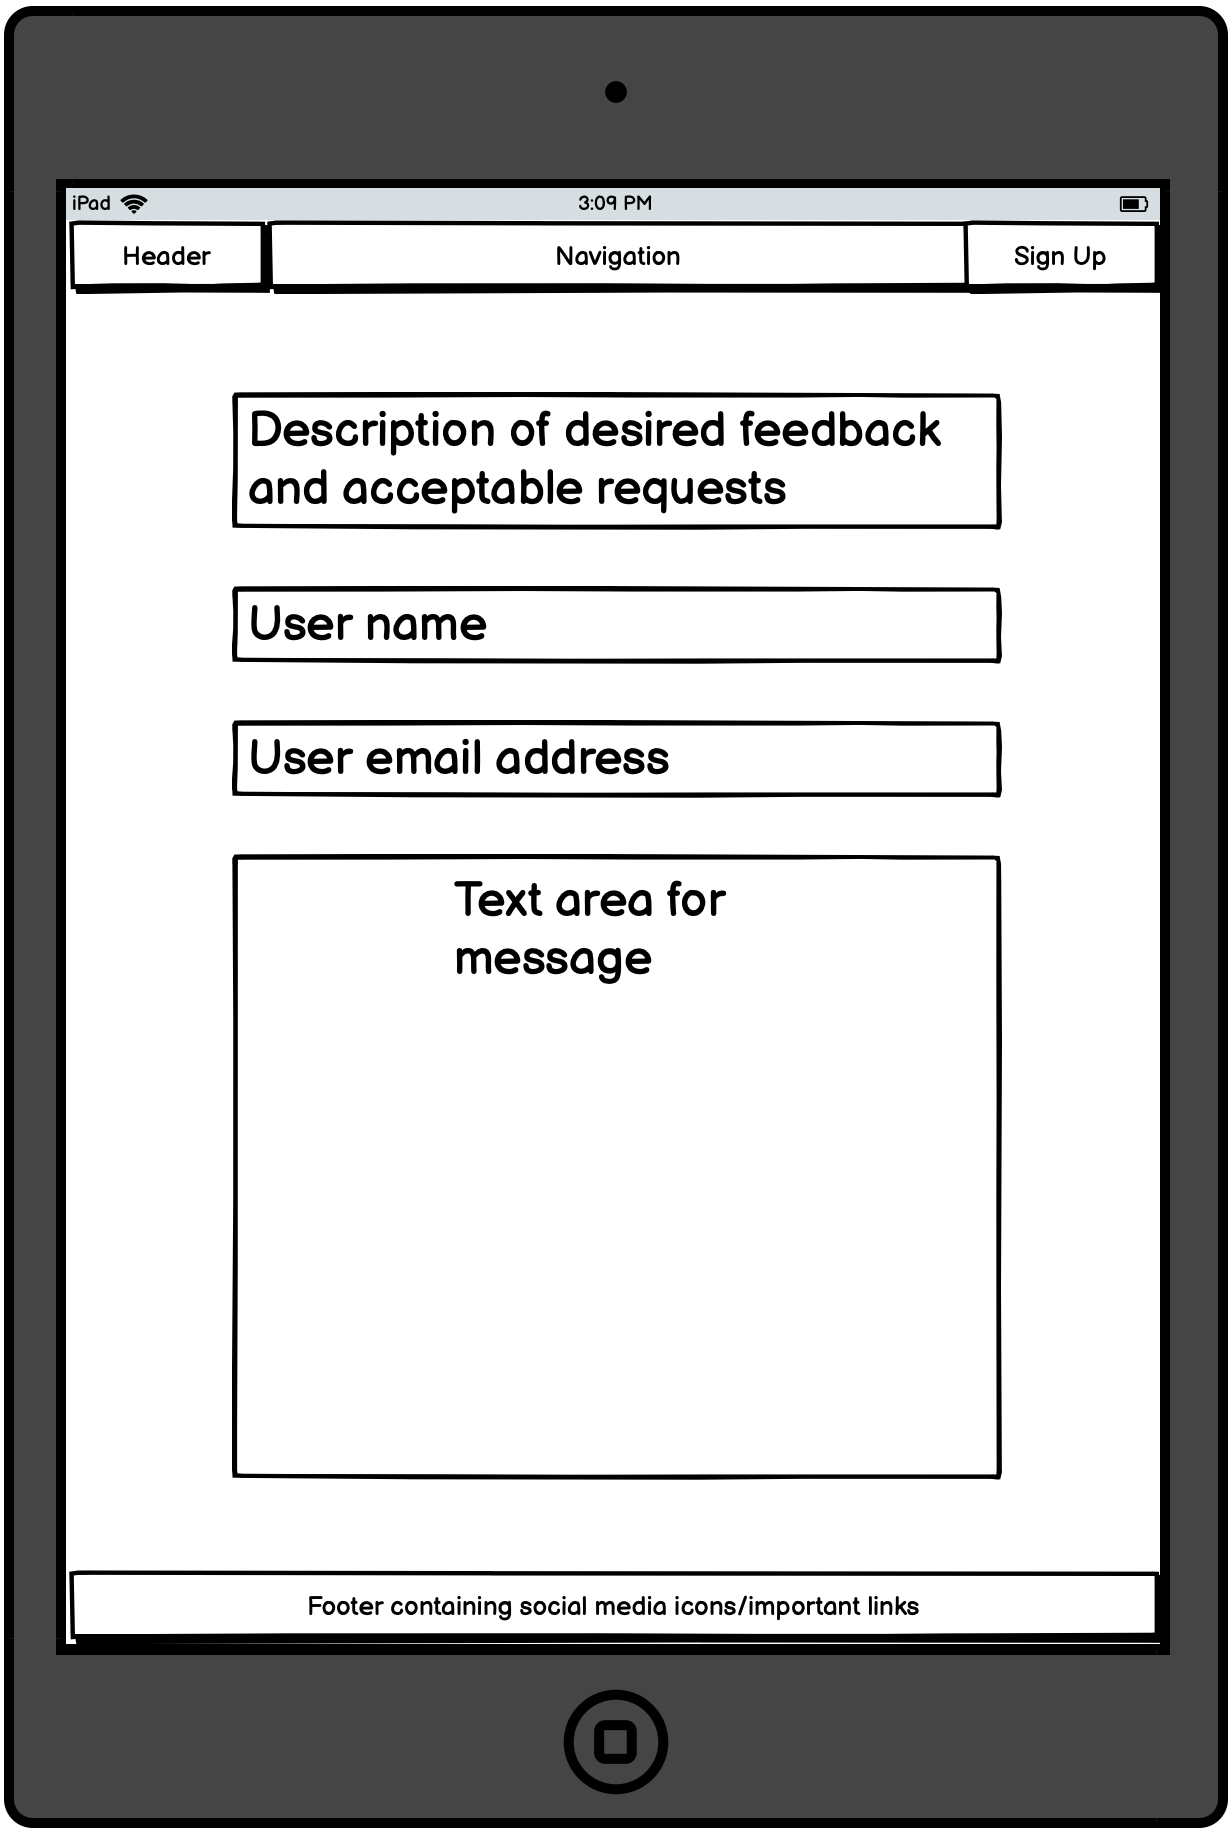 iPad 3:09 PM
Header Navigation Sign Up
Description of desired feedback
and acceptable requests
User name
User email address
Text area for
message
Footer containing social media icons/important links